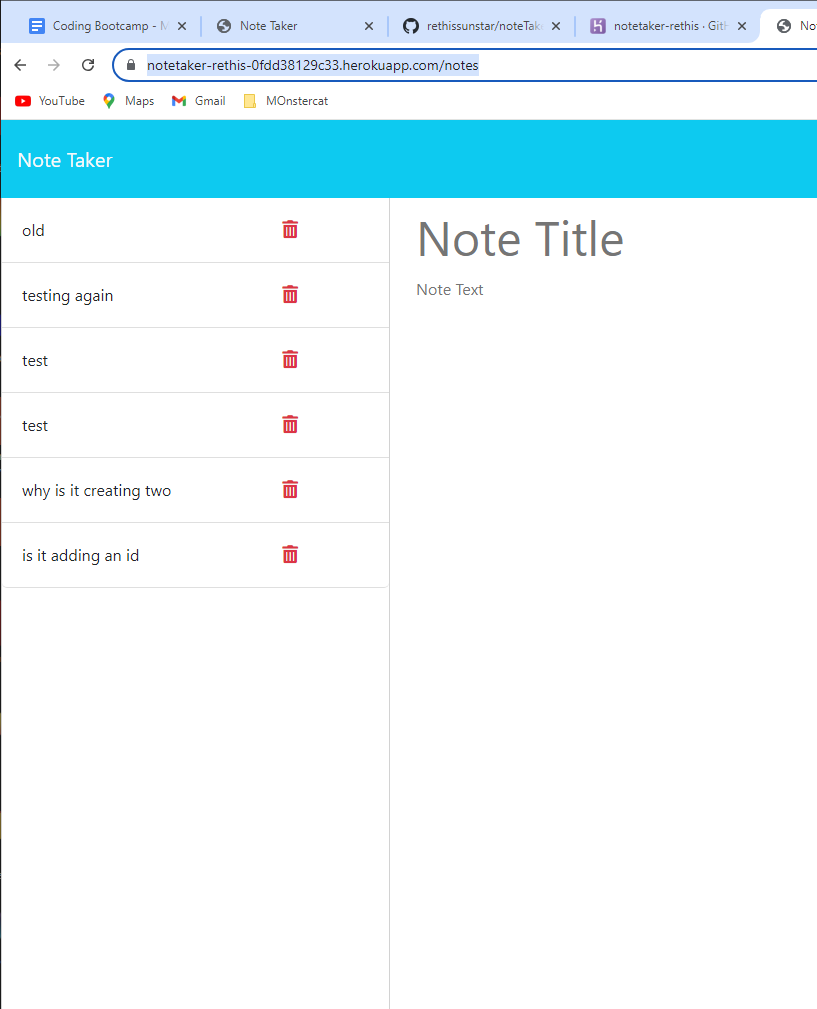 Coding Bootcamp - M
Note Taker
rethissunstar/noteTake
notetaker-rethis · Gith
No
notetaker-rethis-0fdd38129c33.herokuapp.com/notes
YouTube Maps Gmail MOnstercat
Note Taker
old
testing again
test
test
why is it creating two
is it adding an id
Note Title
Note Text